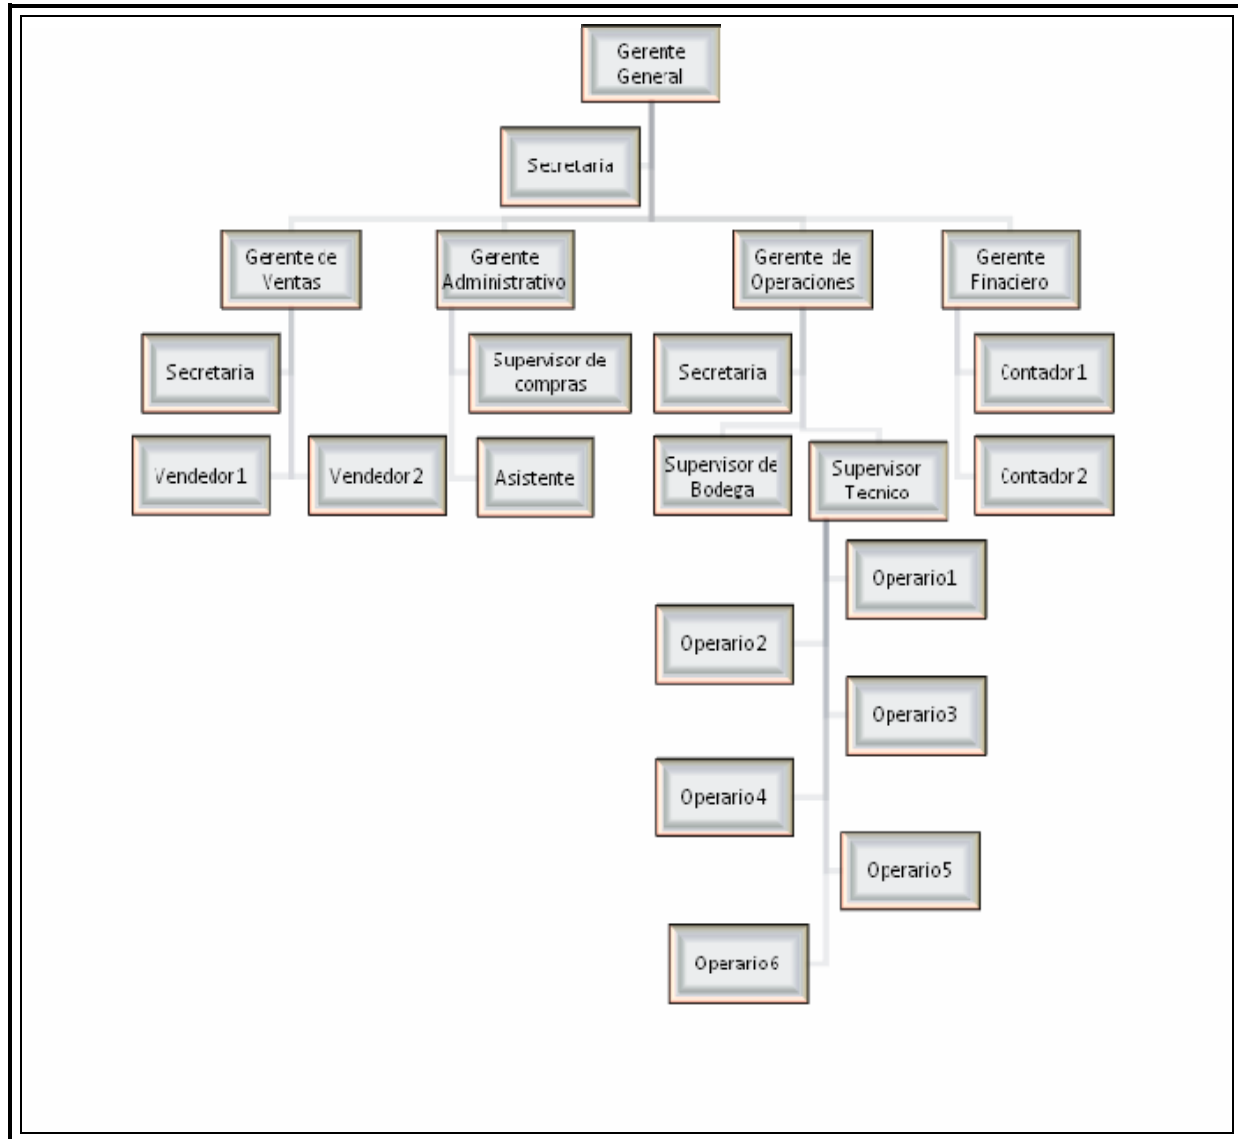 Gerente
General
Secretaria
Gerente de
Ventas
Gerente
Administrativo
Gerente de
Operaciones
Gerente
Finaciero
Secretaria
Supervisor de
compras
Secretaria
Contador1
Vendedor1
Vendedor2
Asistente
Supervisor de
Bodega
Supervisor
Tecnico
Contador2
Operario1
Operario2
Operario3
Operario4
Operario5
Operario6